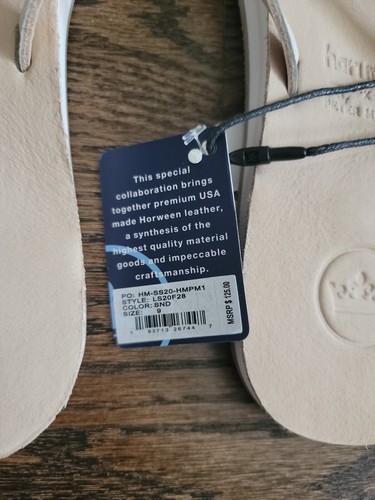 This special
collaboration brings
together premium USA
made Horween leather,
a synthesis of the
highest quality material
goods and impeccable
craftsmanship.
PO: HM-SS20-HMPM1
STYLE: LS20F28
COLOR: SND
SIZE: 9
MSRP $ 125.00